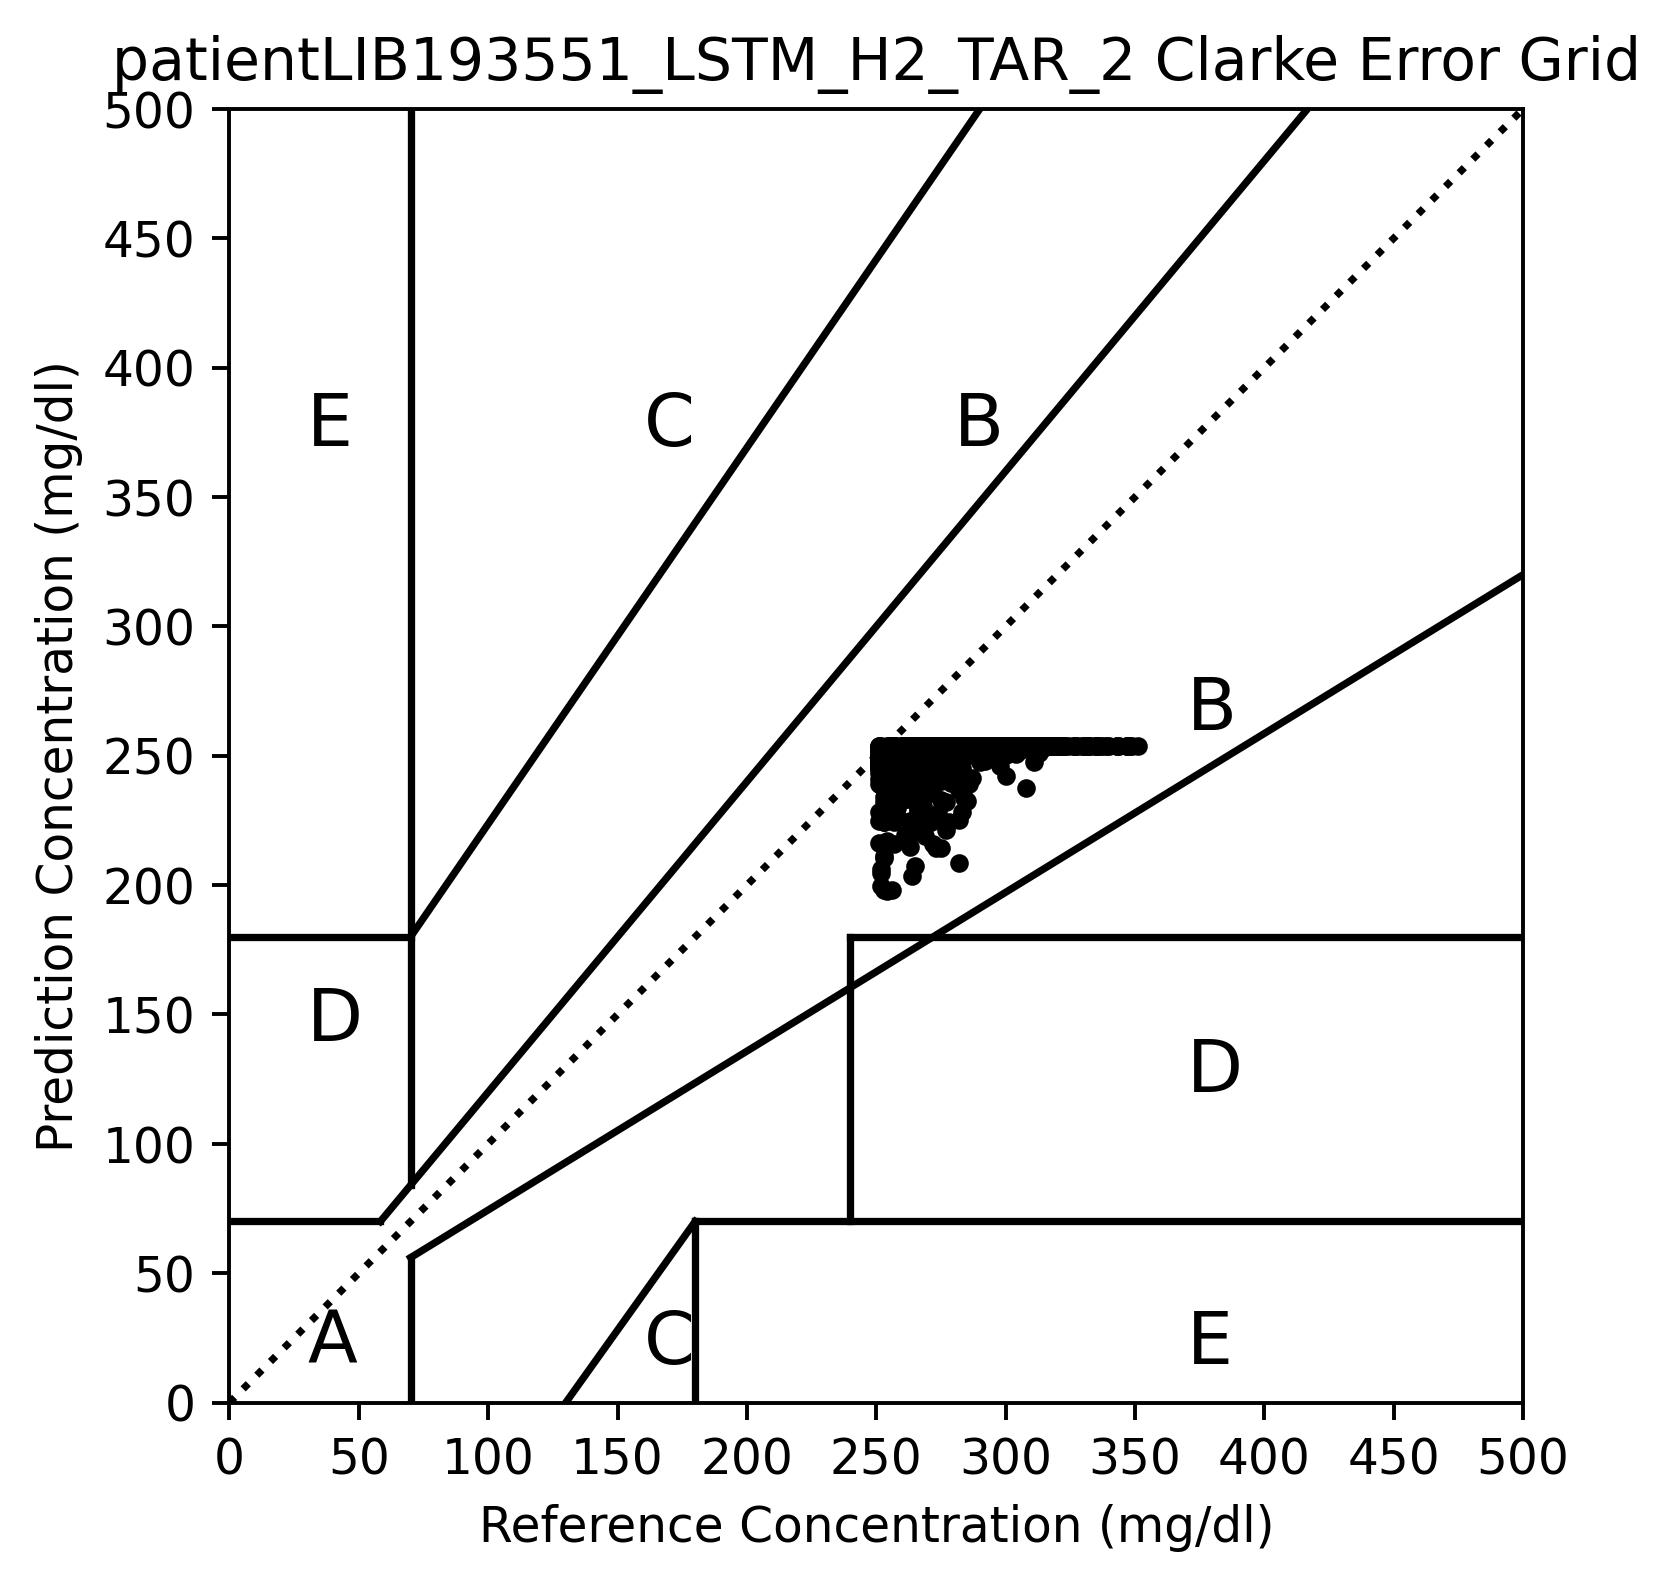 patientLIB193551_LSTM_H2_TAR_2 Clarke Error Grid
500
450
400
350
300
250
200
150
100
50
0
Prediction Concentration (mg/dl)
E
C
B
B
D
D
A
C
E
0 50 100 150 200 250 300 350 400 450 500
Reference Concentration (mg/dl)